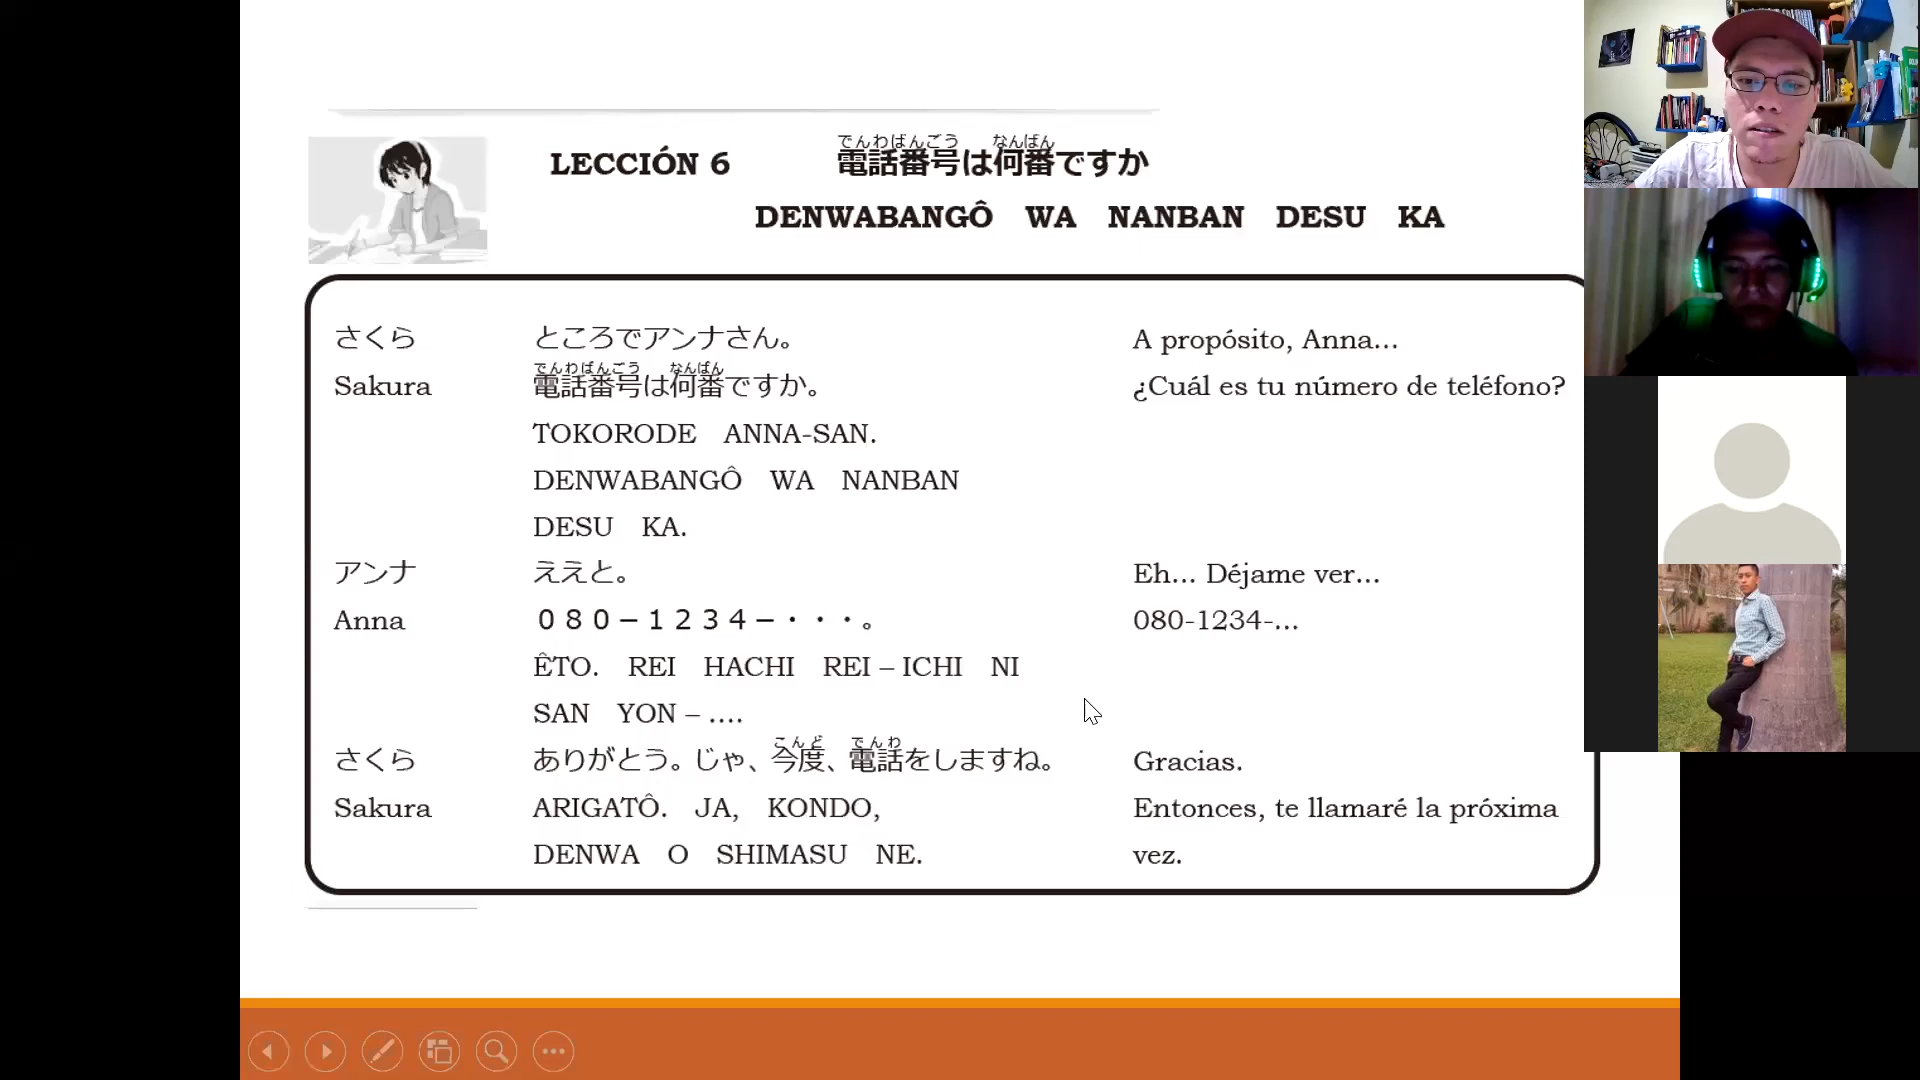 でんわばんごう なんばん
LECCIÓN 6 電話番号は何番ですか
DENWABANGÔ WA NANBAN DESU KA
さくら ところでアンナさん。 A propósito, Anna...
でんわばんごう なんばん
Sakura 電話番号は何番ですか。 ¿Cuál es tu número de teléfono?
TOKORODE ANNA-SAN.
DENWABANGÔ WA NANBAN
DESU KA.
アンナ ええと。 Eh... Déjame ver...
Anna 080−1234−・・・。 080-1234-...
ÊTO. REI HACHI REI – ICHI NI
SAN YON – ....
こんど でんわ
さくら ありがとう。じゃ、今度、電話をしますね。 Gracias.
Sakura ARIGATÔ. JA, KONDO, Entonces, te llamaré la próxima
DENWA O SHIMASU NE. vez.